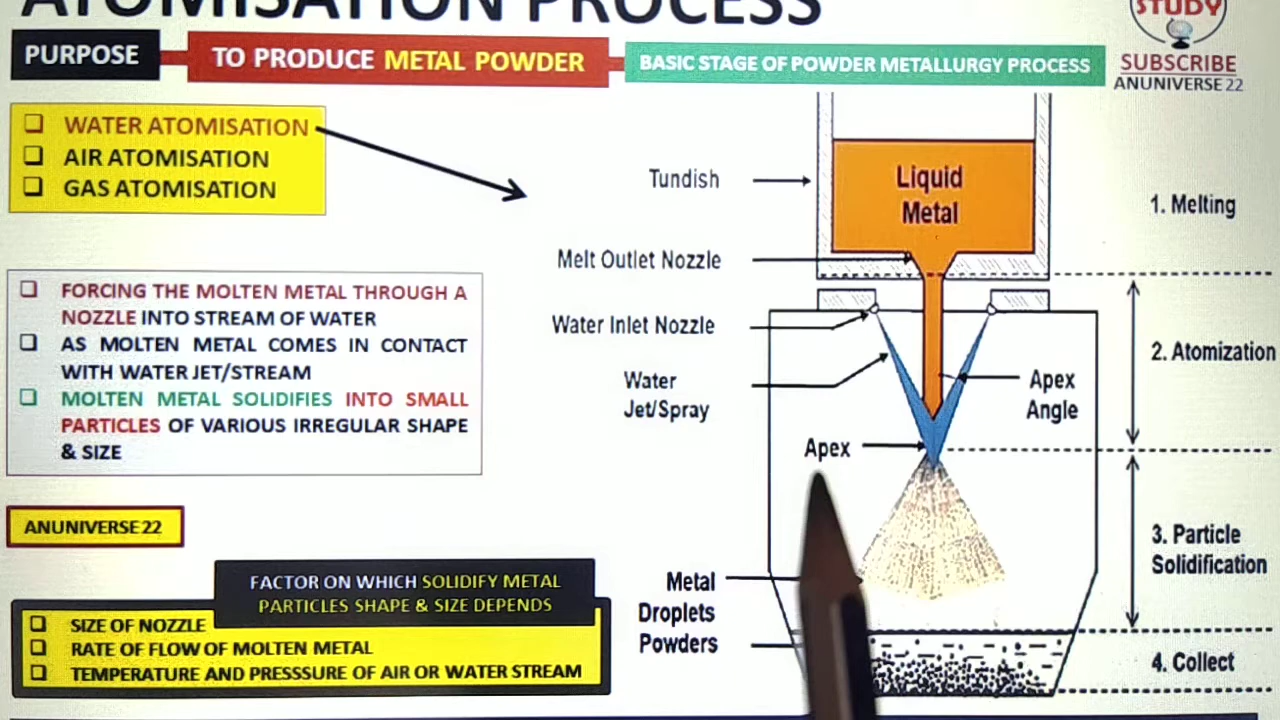 ATOMISATION PROCESS
STUDY
SUBSCRIBE
ANUNIVERSE 22
PURPOSE
TO PRODUCE METAL POWDER
BASIC STAGE OF POWDER METALLURGY PROCESS
WATER ATOMISATION
AIR ATOMISATION
GAS ATOMISATION
FORCING THE MOLTEN METAL THROUGH A
NOZZLE INTO STREAM OF WATER
AS MOLTEN METAL COMES IN CONTACT
WITH WATER JET/STREAM
MOLTEN METAL SOLIDIFIES INTO SMALL
PARTICLES OF VARIOUS IRREGULAR SHAPE
& SIZE
ANUNIVERSE 22
FACTOR ON WHICH SOLIDIFY METAL
PARTICLES SHAPE & SIZE DEPENDS
SIZE OF NOZZLE
RATE OF FLOW OF MOLTEN METAL
TEMPERATURE AND PRESSSURE OF AIR OR WATER STREAM
Tundish
Liquid
Metal
Melt Outlet Nozzle
Water Inlet Nozzle
Water
Jet/Spray
Apex
Angle
Apex
Metal
Droplets
Powders
1. Melting
2. Atomization
3. Particle
Solidification
4. Collect